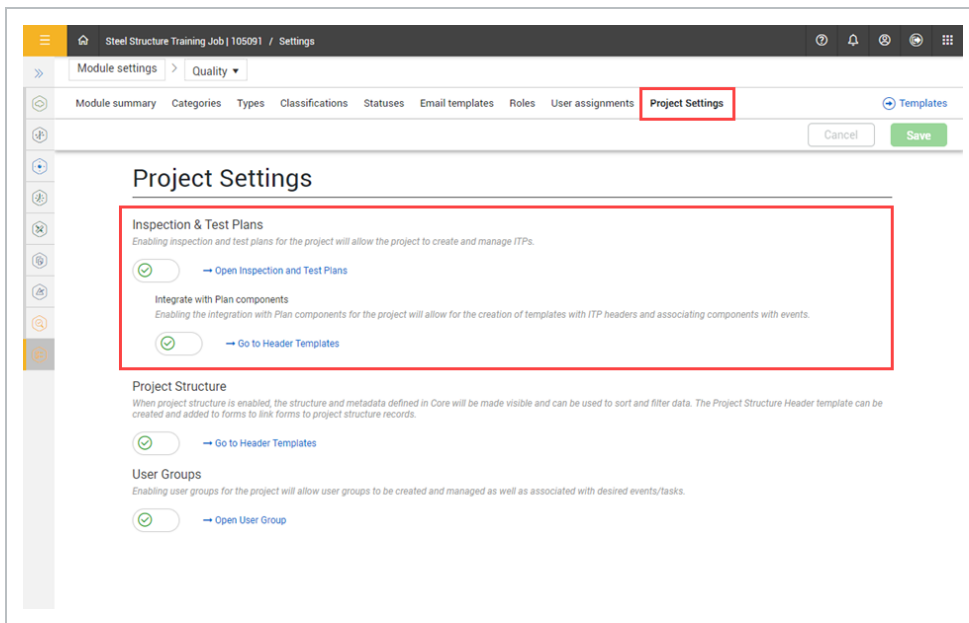 Steel Structure Training Job | 105091 / Settings
Module settings > Quality
Module summary Categories Types Classifications Statuses Email templates Roles User assignments Project Settings Templates
Cancel Save
Project Settings
Inspection & Test Plans
Enabling inspection and test plans for the project will allow the project to create and manage ITPs.
Open Inspection and Test Plans
Integrate with Plan components
Enabling the integration with Plan components for the project will allow for the creation of templates with ITP headers and associating components with events.
Go to Header Templates
Project Structure
When project structure is enabled, the structure and metadata defined in Core will be made visible and can be used to sort and filter data. The Project Structure Header template can be
created and added to forms to link forms to project structure records.
Go to Header Templates
User Groups
Enabling user groups for the project will allow user groups to be created and managed as well as associated with desired events/tasks.
Open User Group